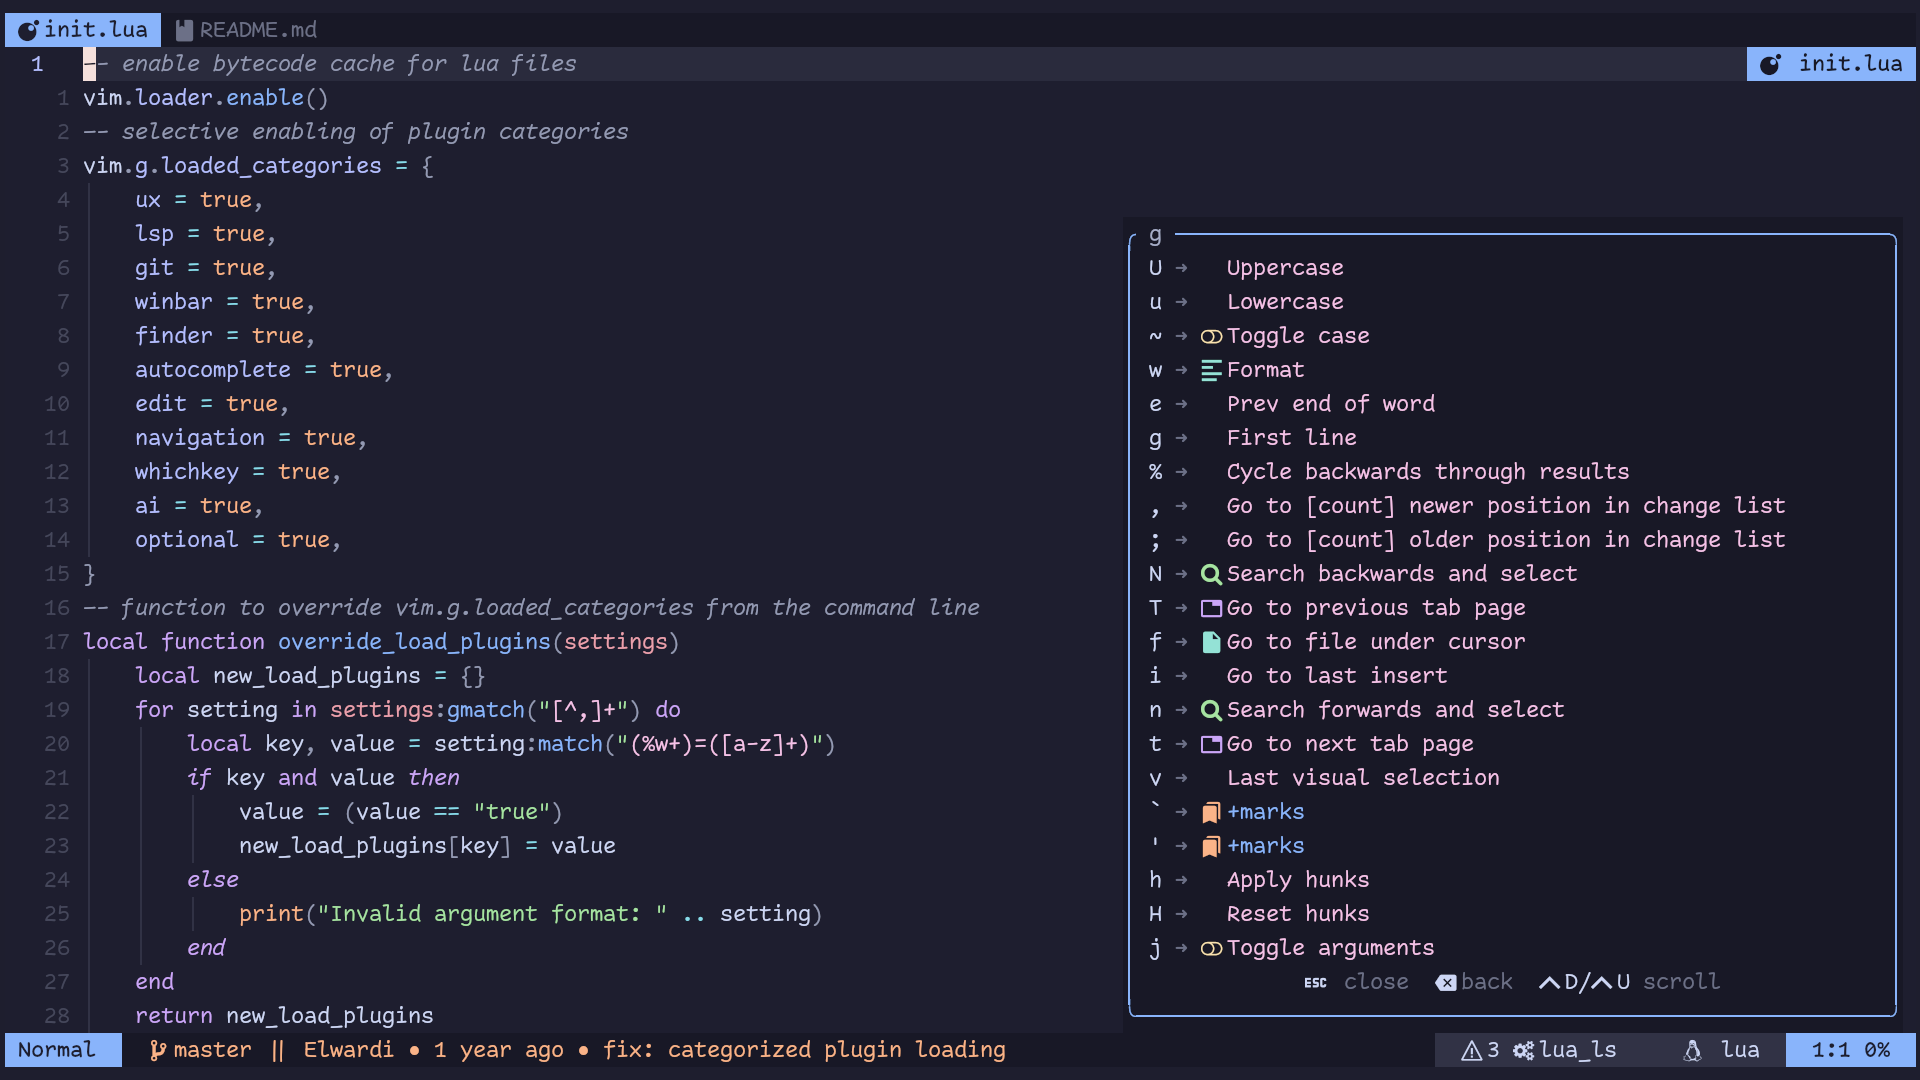 init.lua README.md
1 -- enable bytecode cache for lua files init.lua
1 vim.loader.enable()
2 -- selective enabling of plugin categories
3 vim.g.loaded_categories = {
4 ux = true,
5 lsp = true,
6 git = true,
7 winbar = true,
8 finder = true,
9 autocomplete = true,
10 edit = true,
11 navigation = true,
12 whichkey = true,
13 ai = true,
14 optional = true,
15 }
16 -- function to override vim.g.loaded_categories from the command line
17 local function override_load_plugins(settings)
18 local new_load_plugins = {}
19 for setting in settings:gmatch("[^,]+") do
20 local key, value = setting:match("(%w+)=([a-z]+)")
21 if key and value then
22 value = (value == "true")
23 new_load_plugins[key] = value
24 else
25 print("Invalid argument format: " .. setting)
26 end
27 end
28 return new_load_plugins
g
U → Uppercase
u → Lowercase
~ → Toggle case
w → Format
e → Prev end of word
g → First line
% → Cycle backwards through results
, → Go to [count] newer position in change list
; → Go to [count] older position in change list
N → Search backwards and select
T → Go to previous tab page
f → Go to file under cursor
i → Go to last insert
n → Search forwards and select
t → Go to next tab page
v → Last visual selection
` → +marks
' → +marks
h → Apply hunks
H → Reset hunks
j → Toggle arguments
ESC close back ^D/^U scroll
Normal master || Elwardi • 1 year ago • fix: categorized plugin loading 3 lua_ls lua 1:1 0%